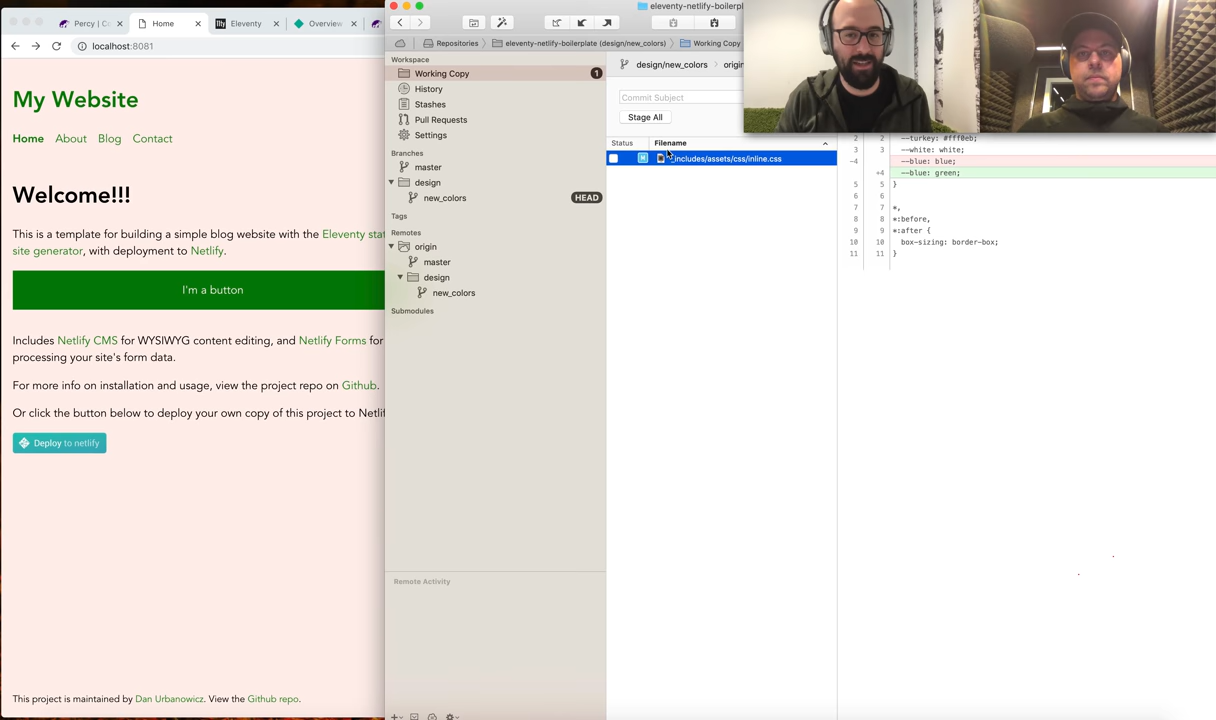 Percy | Co
Home
Eleventy
Overview
localhost:8081
My Website
Home About Blog Contact
Welcome!!!
This is a template for building a simple blog website with the Eleventy stat
site generator, with deployment to Netlify.
I'm a button
Includes Netlify CMS for WYSIWYG content editing, and Netlify Forms for
processing your site's form data.
For more info on installation and usage, view the project repo on Github.
Or click the button below to deploy your own copy of this project to Netlif
Deploy to netlify
This project is maintained by Dan Urbanowicz. View the Github repo.
eleventy-netlify-boilerpl
Repositories eleventy-netlify-boilerplate (design/new_colors) Working Copy
Workspace
Working Copy 1
History
Stashes
Pull Requests
Settings
Branches
master
design
new_colors HEAD
Tags
Remotes
origin
master
design
new_colors
Submodules
Remote Activity
design/new_colors origin
Commit Subject
Stage All
Status Filename
M includes/assets/css/inline.css
2 --turkey: #fff0eb;
3 3 --white: white;
-4 --blue: blue;
+4 --blue: green;
5 5 }
6 6
7 7 *,
8 8 *:before,
9 9 *:after {
10 10 box-sizing: border-box;
11 11 }